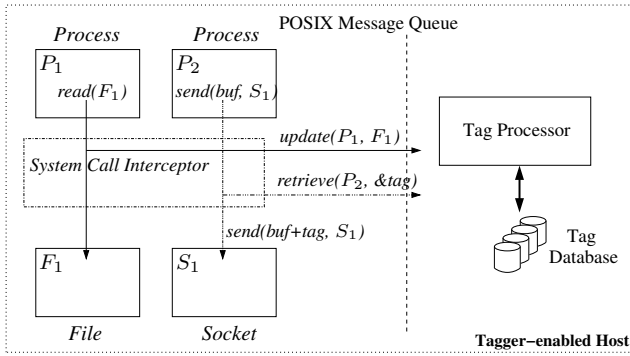 Process Process POSIX Message Queue
P1 P2
read(F1) send(buf, S1)
Tag Processor
update(P1, F1)
System Call Interceptor
retrieve(P2, &tag)
send(buf+tag, S1)
F1 S1
Tag
Database
File Socket
Tagger−enabled Host